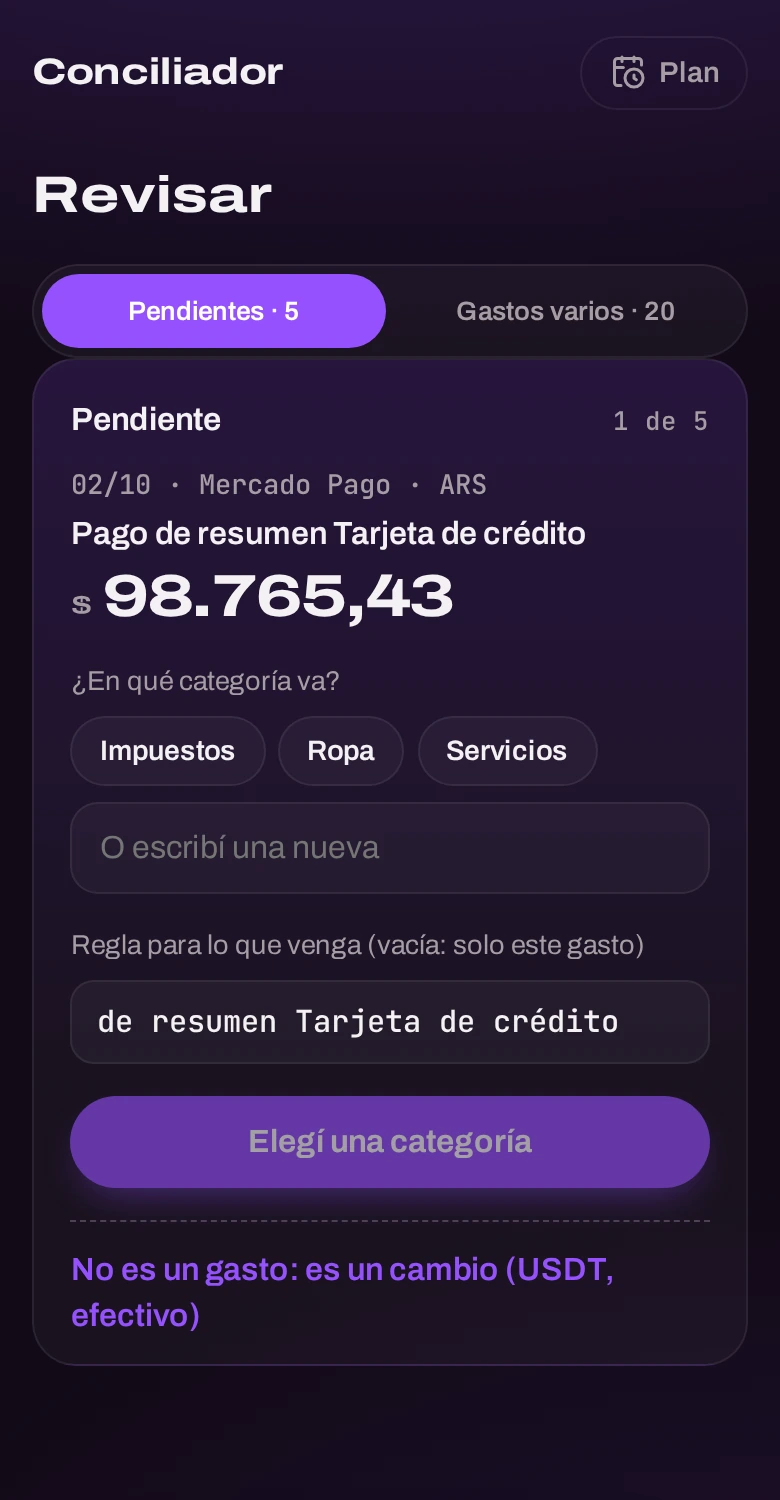 Conciliador
Plan
Revisar
Pendientes · 5
Gastos varios · 20
Pendiente
1 de 5
02/10 · Mercado Pago · ARS
Pago de resumen Tarjeta de crédito
$ 98.765,43
¿En qué categoría va?
Impuestos
Ropa
Servicios
O escribí una nueva
Regla para lo que venga (vacía: solo este gasto)
de resumen Tarjeta de crédito
Elegí una categoría
No es un gasto: es un cambio (USDT,
efectivo)